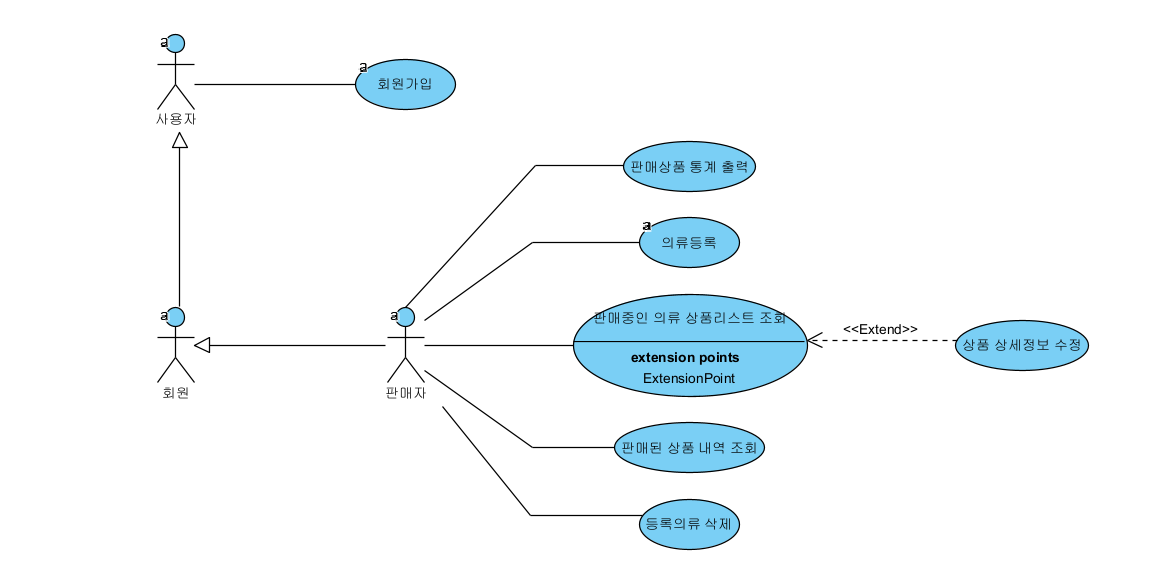 a
a
회원가입
사용자
판매상품 통계 출력
a
의류등록
a
a
판매중인 의류 상품리스트 조회
<<Extend>>
상품 상세정보 수정
extension points
ExtensionPoint
회원
판매자
판매된 상품 내역 조회
등록의류 삭제